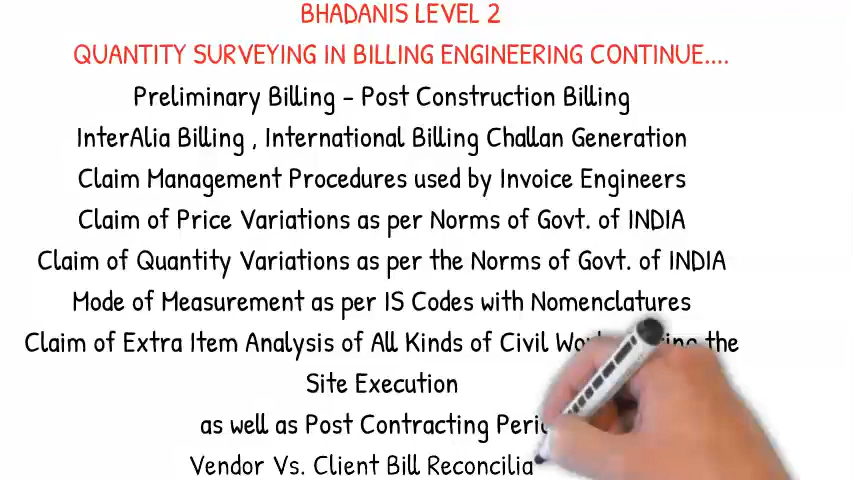 BHADANIS LEVEL 2
QUANTITY SURVEYING IN BILLING ENGINEERING CONTINUE....
Preliminary Billing - Post Construction Billing
InterAlia Billing , International Billing Challan Generation
Claim Management Procedures used by Invoice Engineers
Claim of Price Variations as per Norms of Govt. of INDIA
Claim of Quantity Variations as per the Norms of Govt. of INDIA
Mode of Measurement as per IS Codes with Nomenclatures
Claim of Extra Item Analysis of All Kinds of Civil the
Site Execution
as well as Post Contracting
Vendor Vs. Client Bill Reconcilia